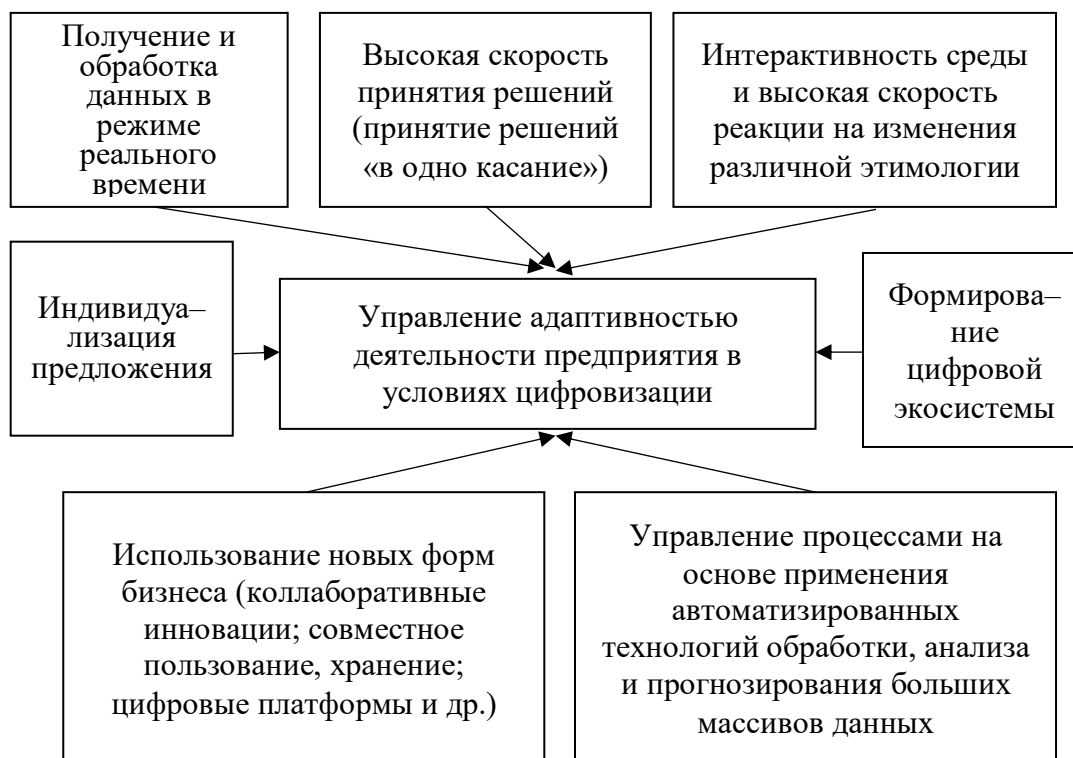 Получение и
обработка
данных в
режиме
реального
времени
Высокая скорость
принятия решений
(принятие решений
«в одно касание»)
Интерактивность среды
и высокая скорость
реакции на изменения
различной этимологии
Индивидуа–
лизация
предложения
Управление адаптивностью
деятельности предприятия в
условиях цифровизации
Формирова–
ние
цифровой
экосистемы
Использование новых форм
бизнеса (коллаборативные
инновации; совместное
пользование, хранение;
цифровые платформы и др.)
Управление процессами на
основе применения
автоматизированных
технологий обработки, анализа
и прогнозирования больших
массивов данных